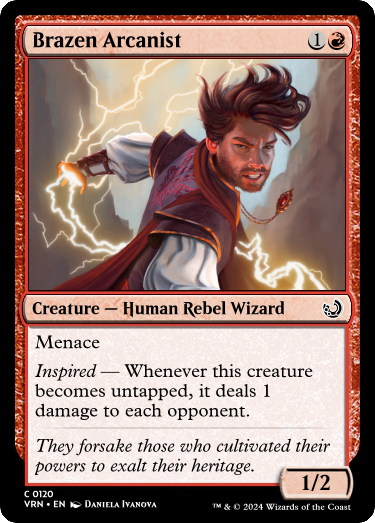 Brazen Arcanist 1
Creature — Human Rebel Wizard
Menace
Inspired — Whenever this creature
becomes untapped, it deals 1
damage to each opponent.
They forsake those who cultivated their
powers to exalt their heritage.
1/2
C 0120
VRN • EN Daniela Ivanova
™ & © 2024 Wizards of the Coast